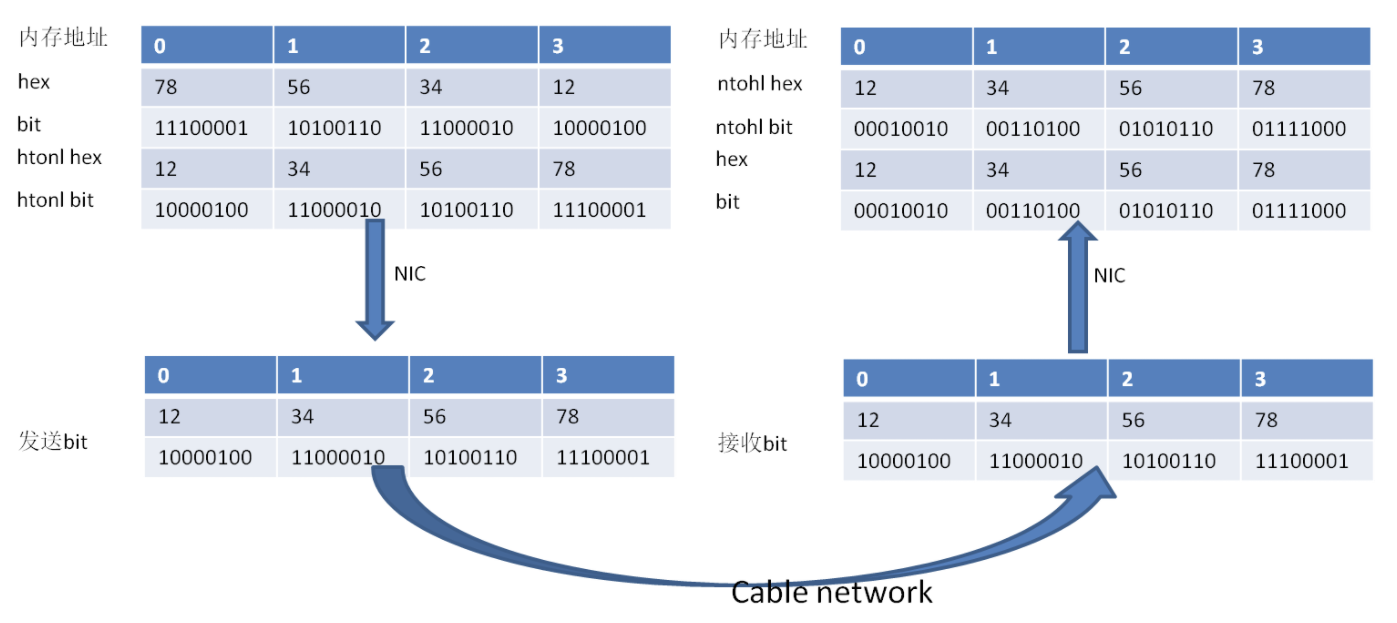 内存地址 0 1 2 3
hex 78 56 34 12
bit 11100001 10100110 11000010 10000100
htonl hex 12 34 56 78
htonl bit 10000100 11000010 10100110 11100001
NIC
0 1 2 3
12 34 56 78
发送bit 10000100 11000010 10100110 11100001
内存地址 0 1 2 3
ntohl hex 12 34 56 78
ntohl bit 00010010 00110100 01010110 01111000
hex 12 34 56 78
bit 00010010 00110100 01010110 01111000
NIC
0 1 2 3
12 34 56 78
接收bit 10000100 11000010 10100110 11100001
Cable network